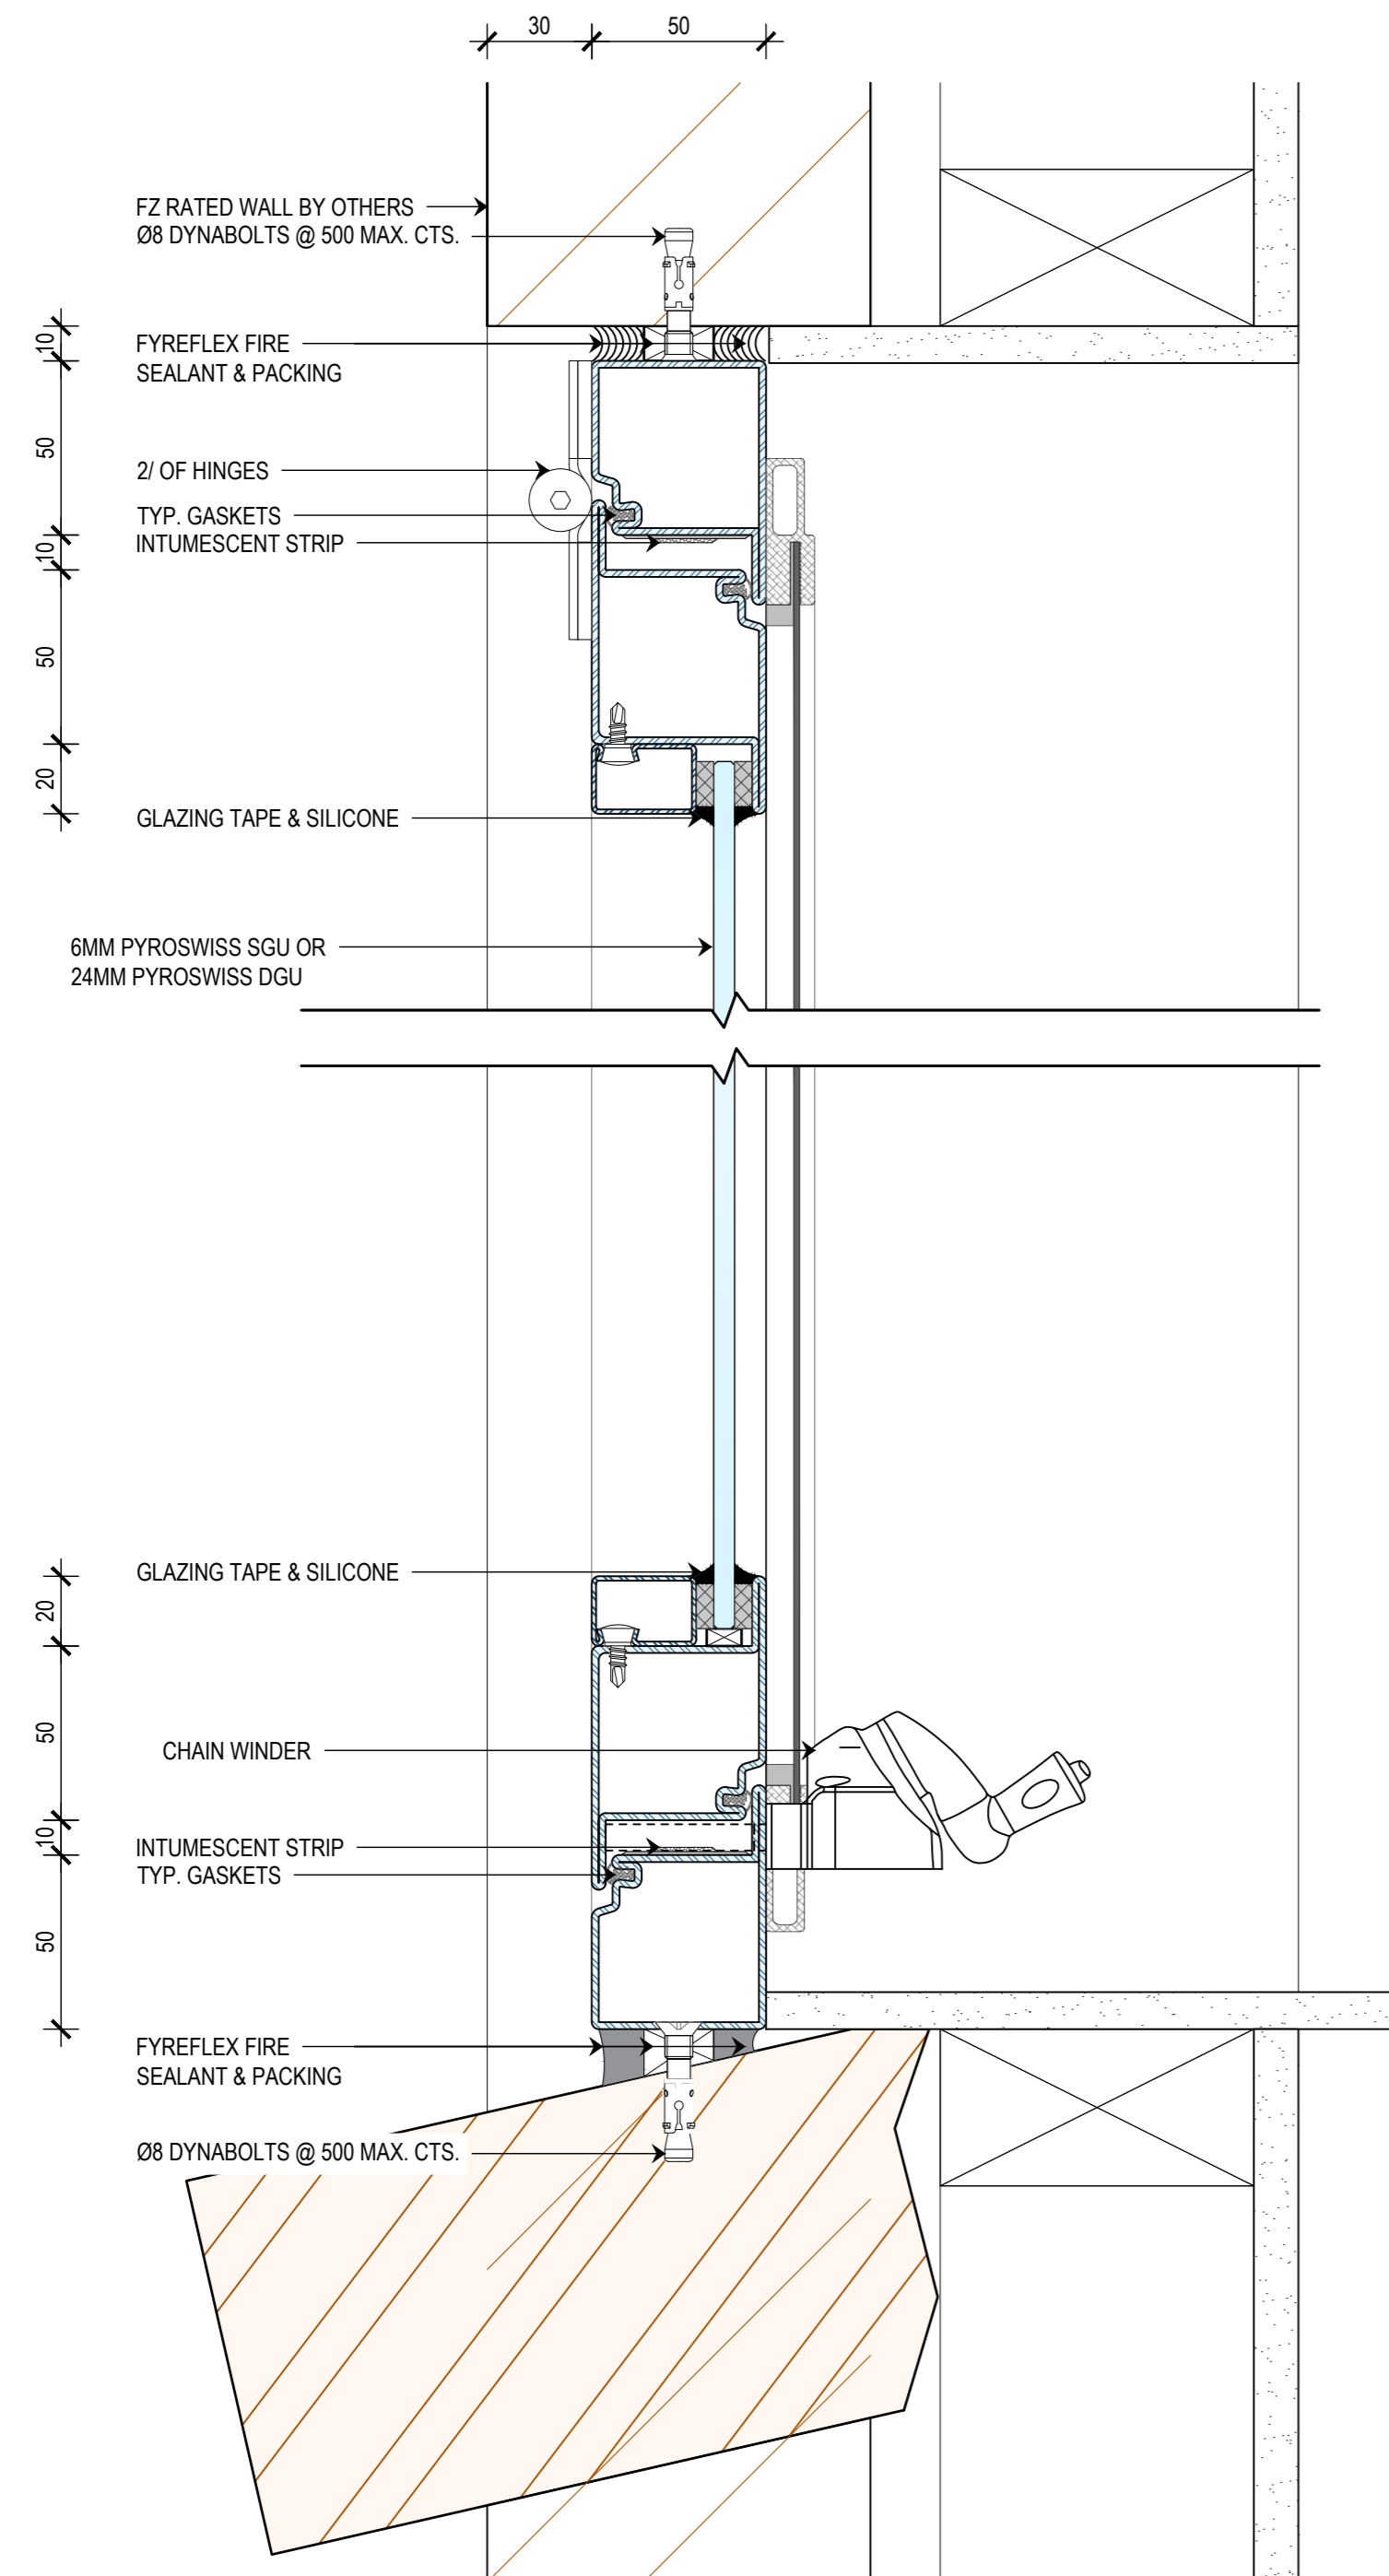 30
50
FZ RATED WALL BY OTHERS
Ø8 DYNABOLTS @ 500 MAX. CTS.
10
FYREFLEX FIRE
SEALANT & PACKING
50
2/ OF HINGES
TYP. GASKETS
INTUMESCENT STRIP
10
50
20
GLAZING TAPE & SILICONE
6MM PYROSWISS SGU OR
24MM PYROSWISS DGU
GLAZING TAPE & SILICONE
20
50
CHAIN WINDER
10
INTUMESCENT STRIP
TYP. GASKETS
50
FYREFLEX FIRE
SEALANT & PACKING
Ø8 DYNABOLTS @ 500 MAX. CTS.